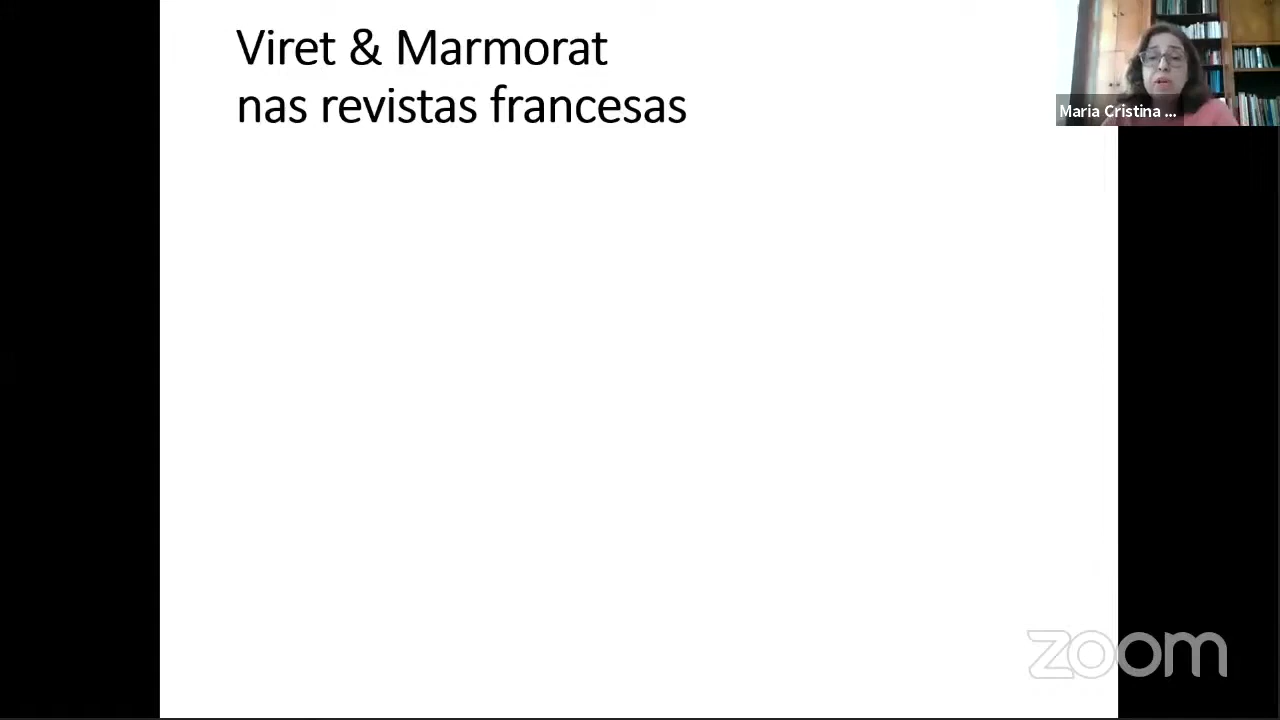 Viret & Marmorat
nas revistas francesas
Maria Cristina ...
zoom